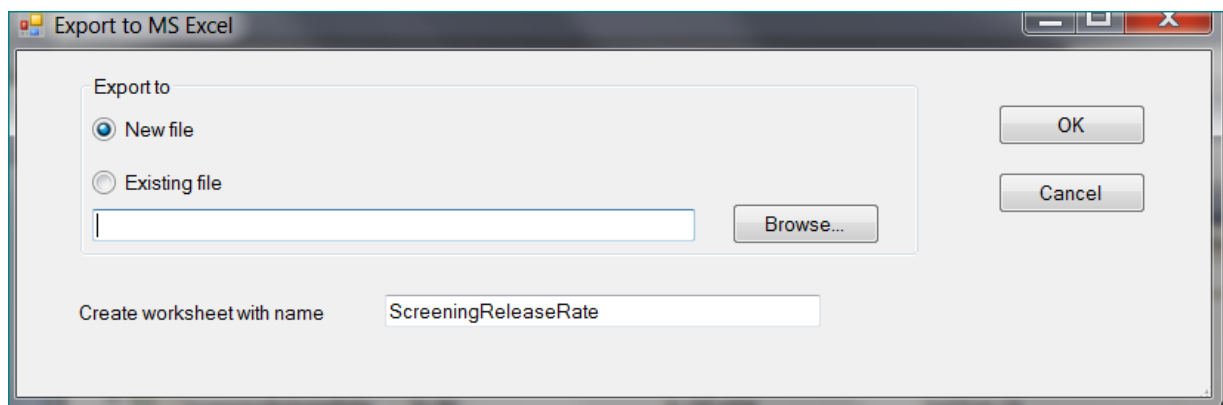 Export to MS Excel
Export to
New file
OK
Existing file
Cancel
Browse...
Create worksheet with name ScreeningReleaseRate